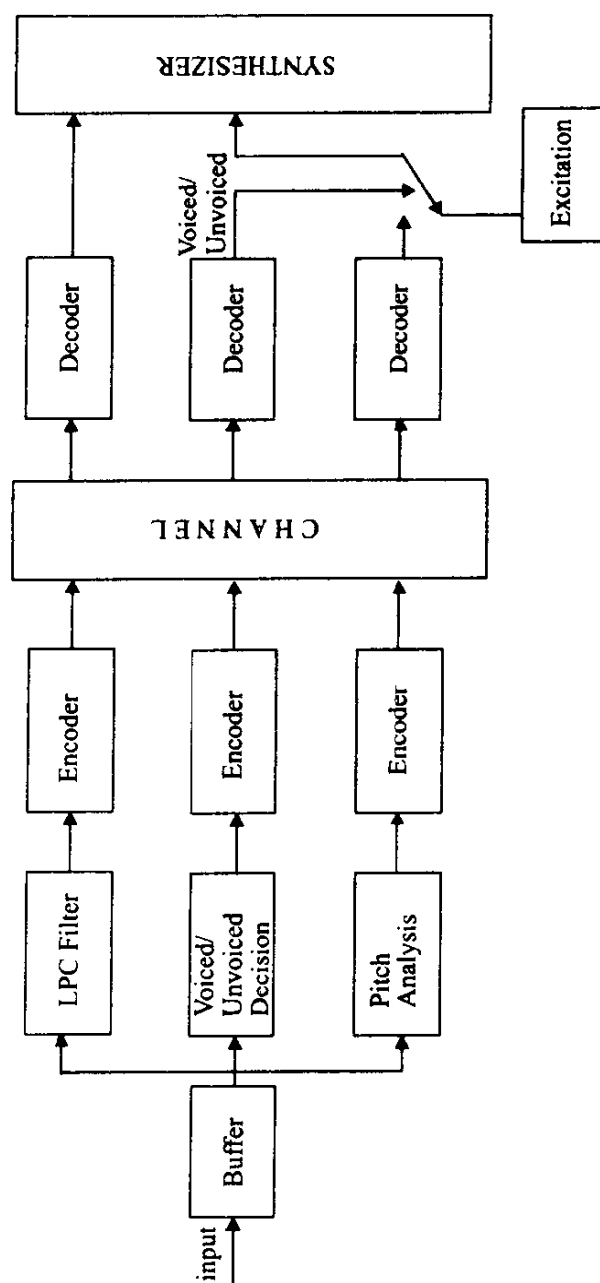 input
Buffer
LPC Filter
Voiced/
Unvoiced
Decision
Pitch
Analysis
Encoder
Encoder
Encoder
CHANNEL
Decoder
Decoder
Decoder
Voiced/
Unvoiced
SYNTHESIZER
Excitation